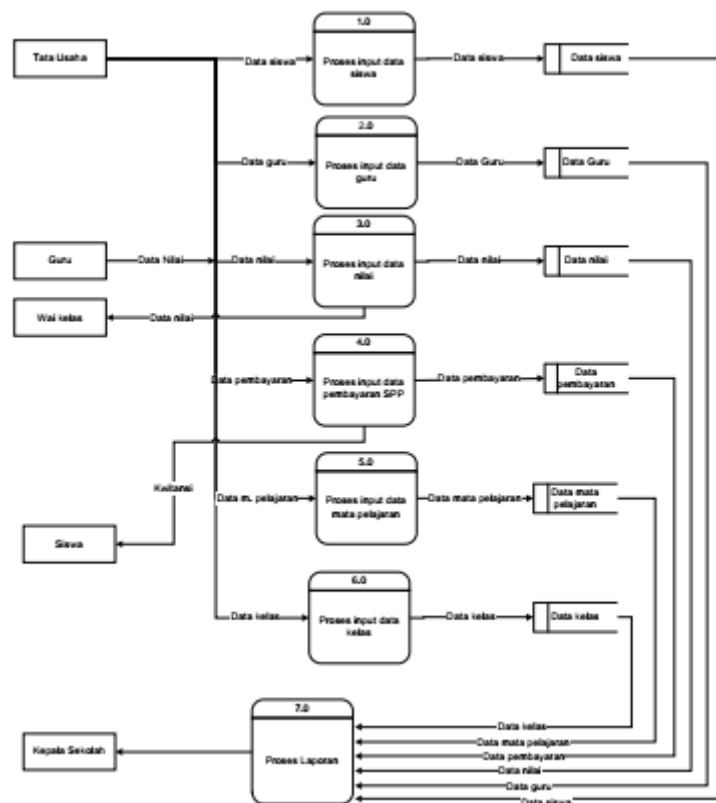 1.0
Tata Usaha
Data siswa
Proses input data
siswa
Data siswa
Data siswa
2.0
Data guru
Proses input data
guru
Data Guru
Data Guru
3.0
Guru
Data Nilai
Data nilai
Proses input data
nilai
Data nilai
Data nilai
Wai kelas
Data nilai
4.0
Data pembayaran
Proses input data
pembayaran SPP
Data pembayaran
Data
pembayaran
Kwitansi
5.0
Data m. pelajaran
Proses input data
mata pelajaran
Data mata pelajaran
Data mata
pelajaran
Siswa
6.0
Data kelas
Proses input data
kelas
Data kelas
Data kelas
7.0
Kepala Sekolah
Proses Laporan
Data kelas
Data mata pelajaran
Data pembayaran
Data nilai
Data guru
Data siswa